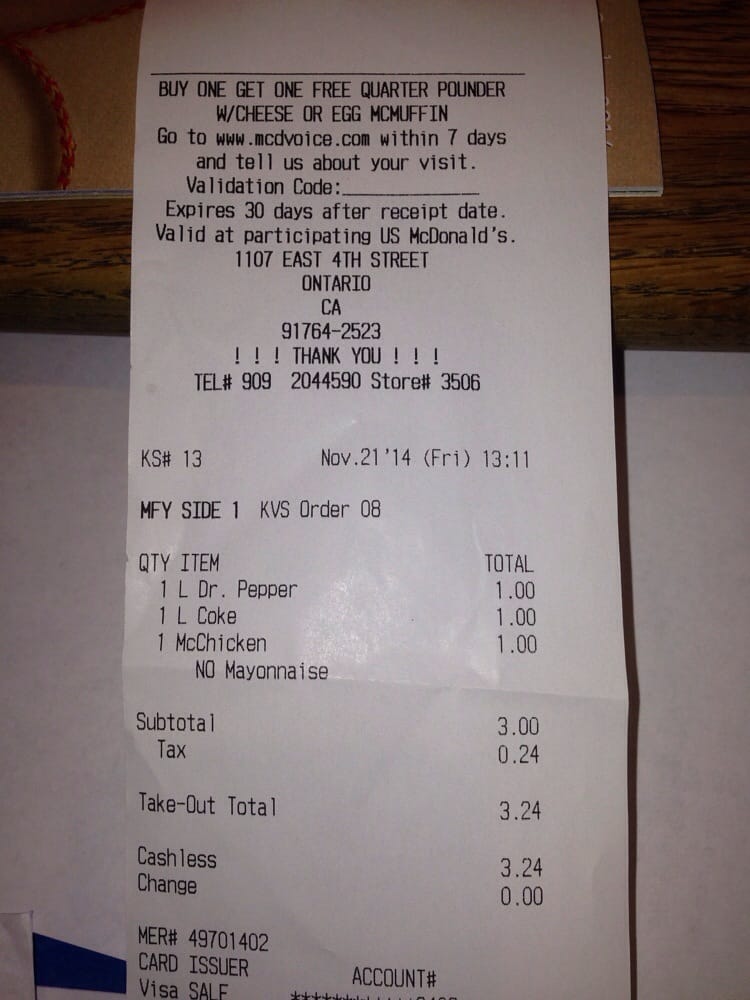 BUY ONE GET ONE FREE QUARTER POUNDER
W/CHEESE OR EGG MCMUFFIN
Go to www.mcdvoice.com within 7 days
and tell us about your visit.
Validation Code:______________
Expires 30 days after receipt date.
Valid at participating US McDonald's.
1107 EAST 4TH STREET
ONTARIO
CA
91764-2523
! ! ! THANK YOU ! ! !
TEL# 909 2044590 Store# 3506
KS# 13 Nov.21'14 (Fri) 13:11
MFY SIDE 1 KVS Order 08
QTY ITEM TOTAL
1 L Dr. Pepper 1.00
1 L Coke 1.00
1 McChicken 1.00
NO Mayonnaise
Subtotal 3.00
Tax 0.24
Take-Out Total 3.24
Cashless 3.24
Change 0.00
MER# 49701402
CARD ISSUER ACCOUNT#
Visa SALE